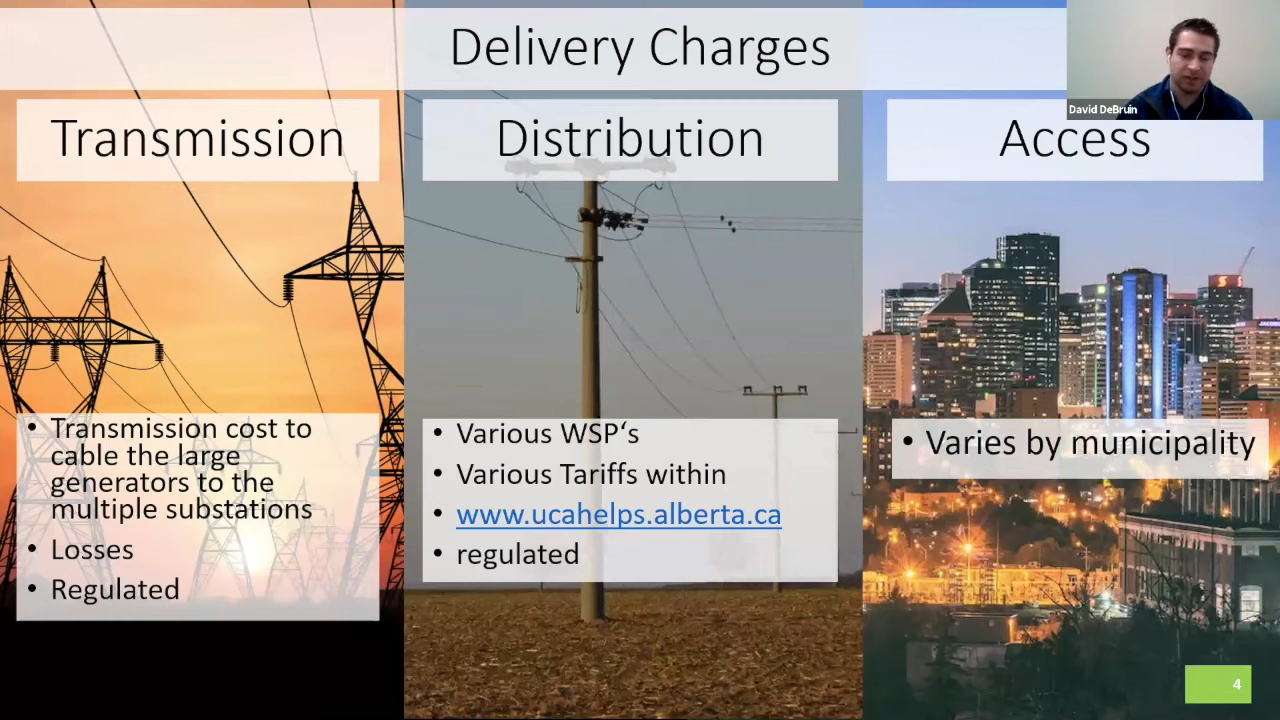 Delivery Charges
David DeBruin
Transmission
Distribution
Access
• Transmission cost to
cable the large
generators to the
multiple substations
• Losses
• Regulated
• Various WSP‘s
• Various Tariffs within
• www.ucahelps.alberta.ca
• regulated
• Varies by municipality
4